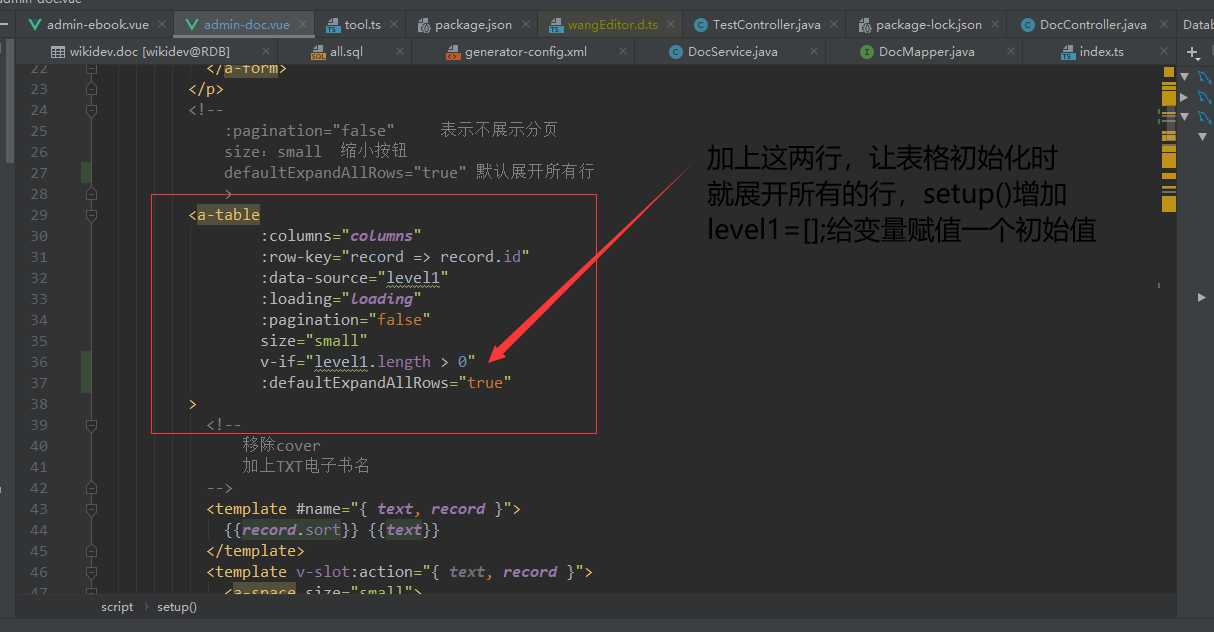 admin-doc.vue
admin-ebook.vue × admin-doc.vue × tool.ts × package.json × wangEditor.d.ts × TestController.java × package-lock.json × DocController.java × Datab
wikidev.doc [wikidev@RDB] × all.sql × generator-config.xml × DocService.java × DocMapper.java × index.ts ×
22 </a-form>
23 </p>
24 <!--
25 :pagination="false" 表示不展示分页
26 size：small 缩小按钮
27 defaultExpandAllRows="true" 默认展开所有行
28 >
29 <a-table
30 :columns="columns"
31 :row-key="record => record.id"
32 :data-source="level1"
33 :loading="loading"
34 :pagination="false"
35 size="small"
36 v-if="level1.length > 0"
37 :defaultExpandAllRows="true"
38 >
39 <!--
40 移除cover
41 加上TXT电子书名
42 -->
43 <template #name="{ text, record }">
44 {{record.sort}} {{text}}
45 </template>
46 <template v-slot:action="{ text, record }">
47 <a-space size="small">
加上这两行，让表格初始化时
就展开所有的行，setup()增加
level1=[];给变量赋值一个初始值
script › setup()